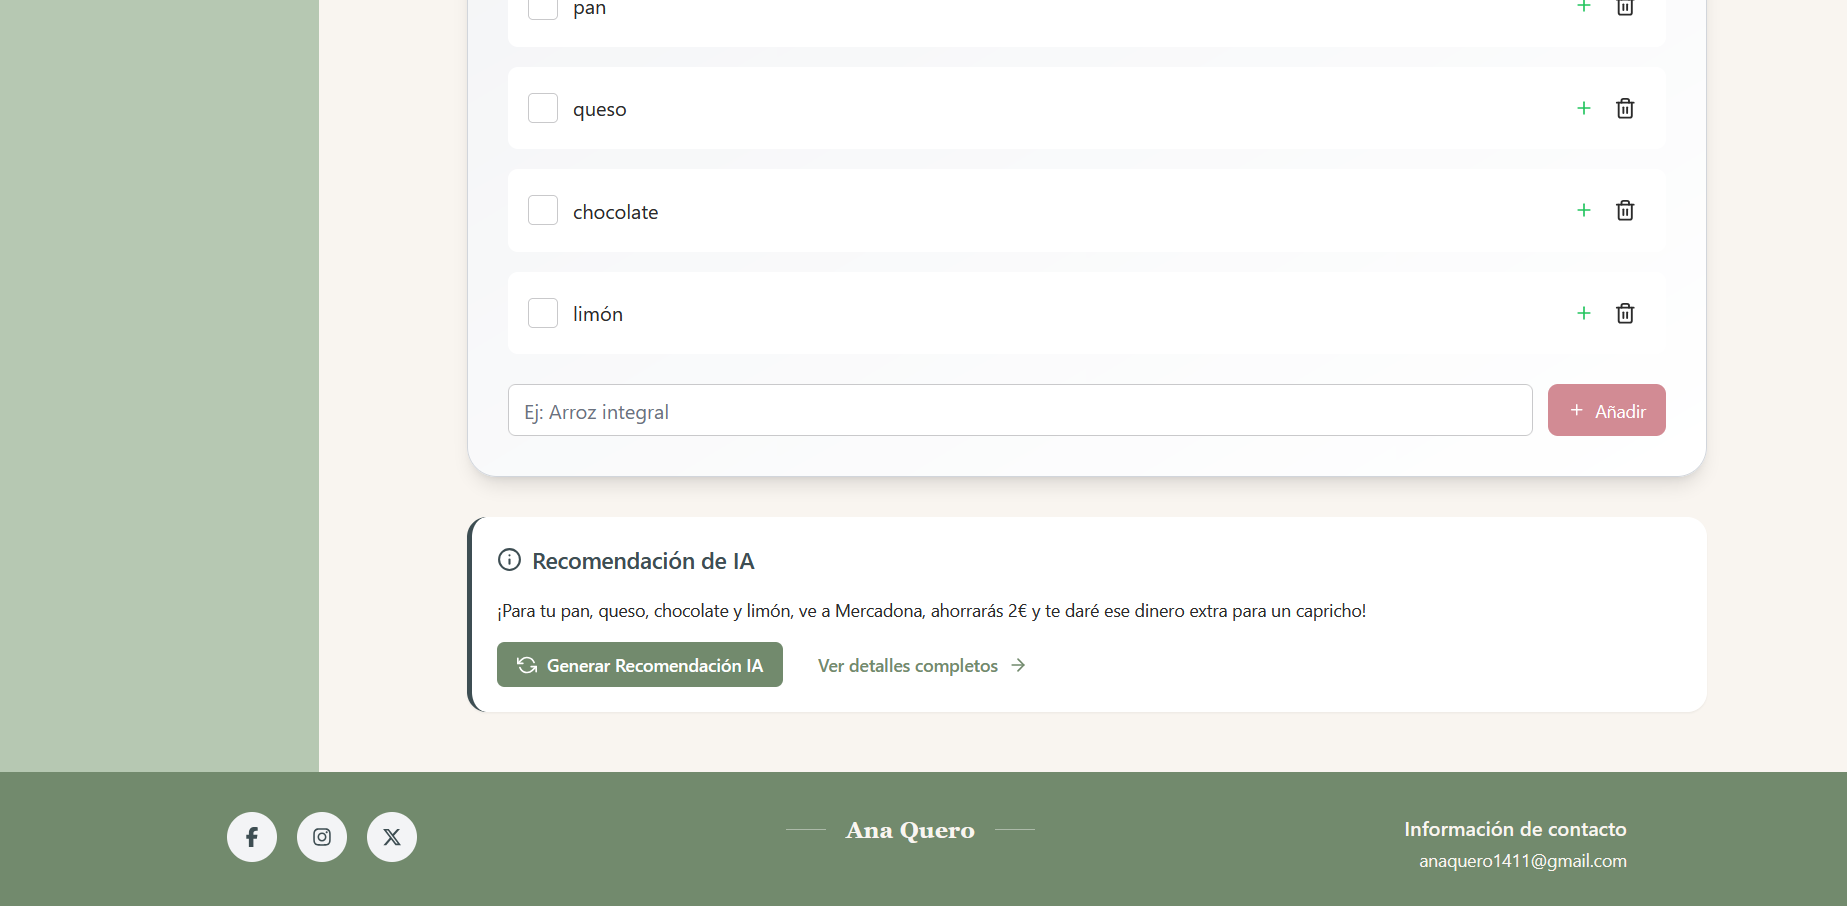 pan
queso
chocolate
limón
Ej: Arroz integral
+ Añadir
Recomendación de IA
¡Para tu pan, queso, chocolate y limón, ve a Mercadona, ahorrarás 2€ y te daré ese dinero extra para un capricho!
Generar Recomendación IA
Ver detalles completos →
Ana Quero
Información de contacto
anaquero1411@gmail.com